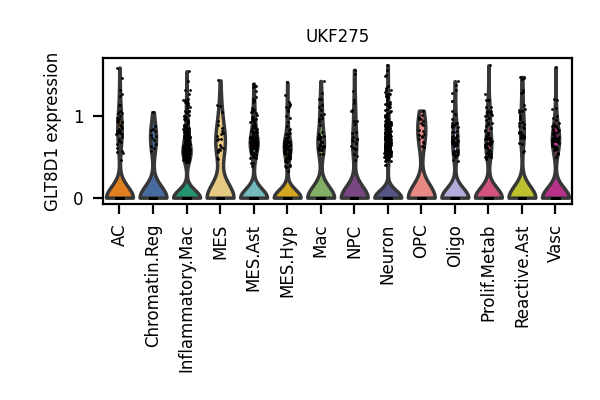 UKF275
GLT8D1 expression
1
0
AC
Chromatin.Reg
Inflammatory.Mac
MES
MES.Ast
MES.Hyp
Mac
NPC
Neuron
OPC
Oligo
Prolif.Metab
Reactive.Ast
Vasc